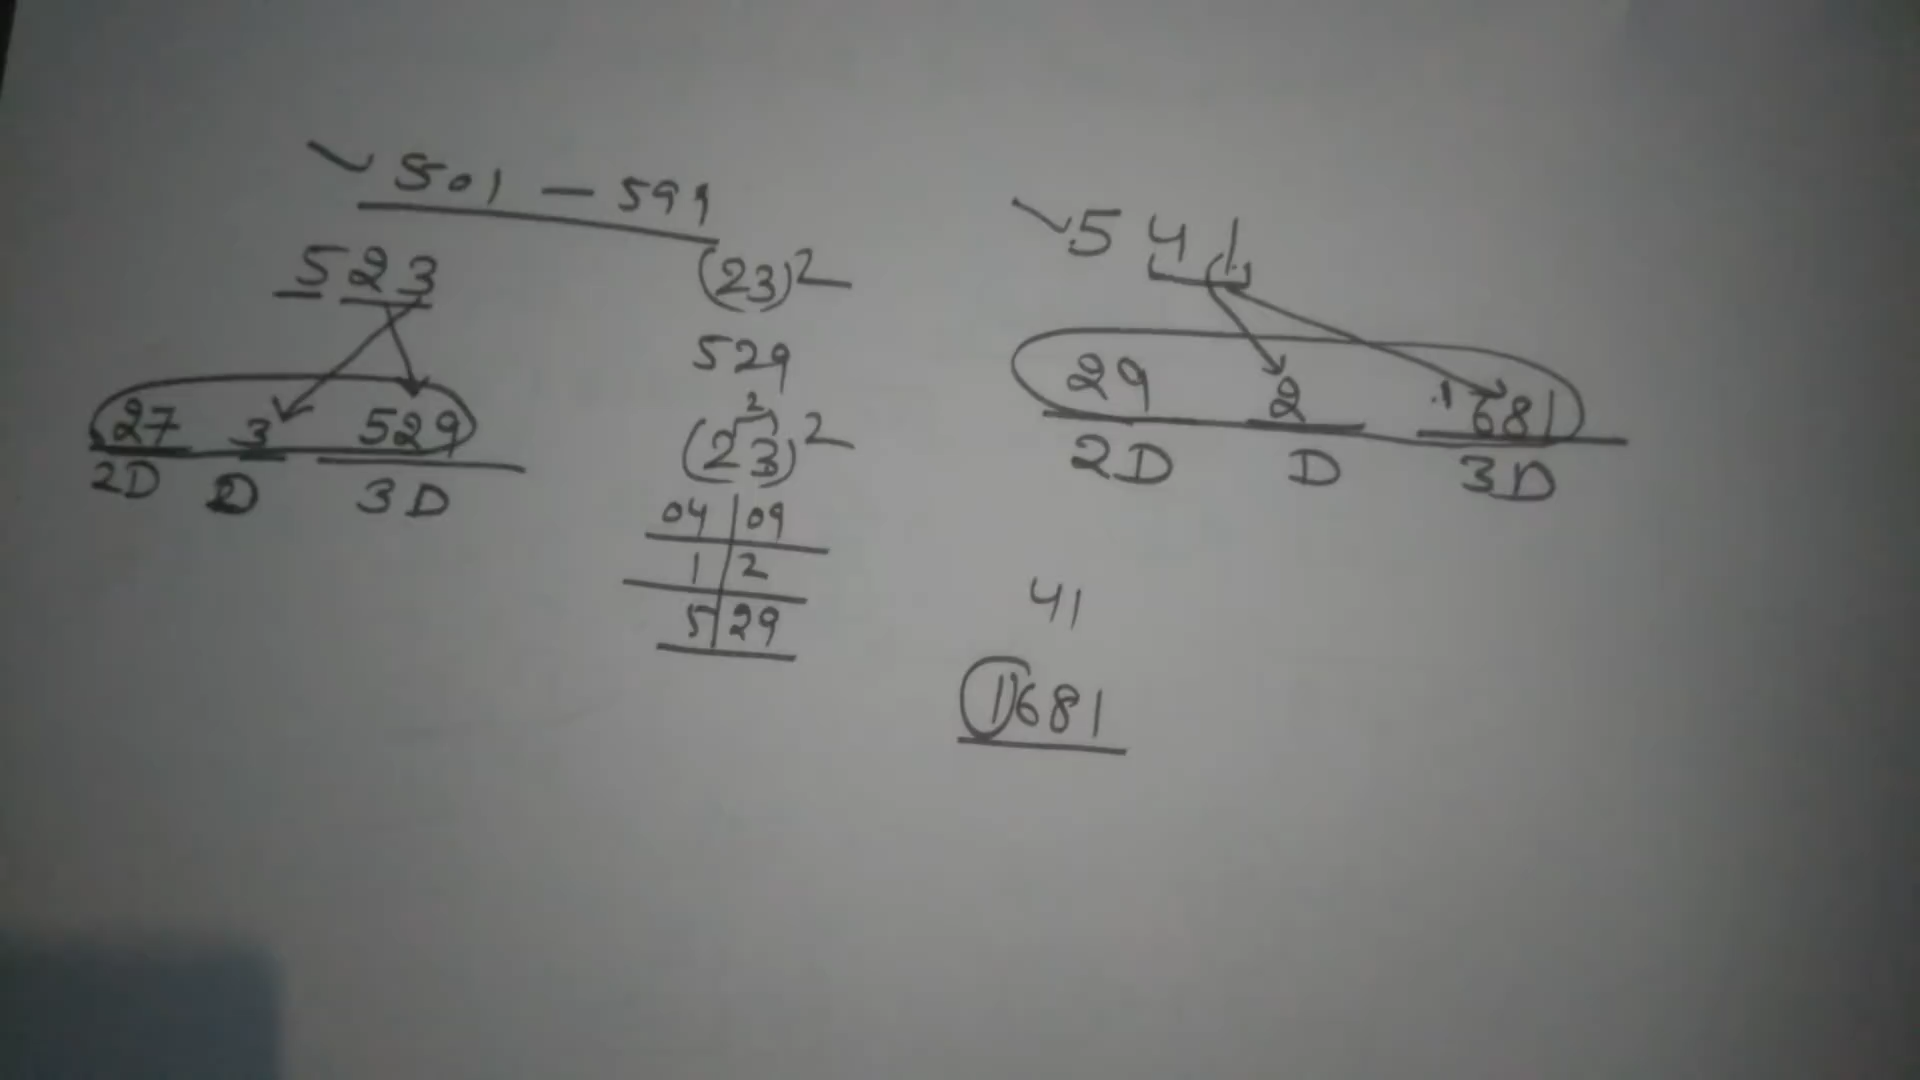 501 — 599
523
27 3 529
2D D 3D
(23)2
529
2
(23)2
04 | 09
1 | 2
5 | 29
541
29 2 1681
2D D 3D
41
1681